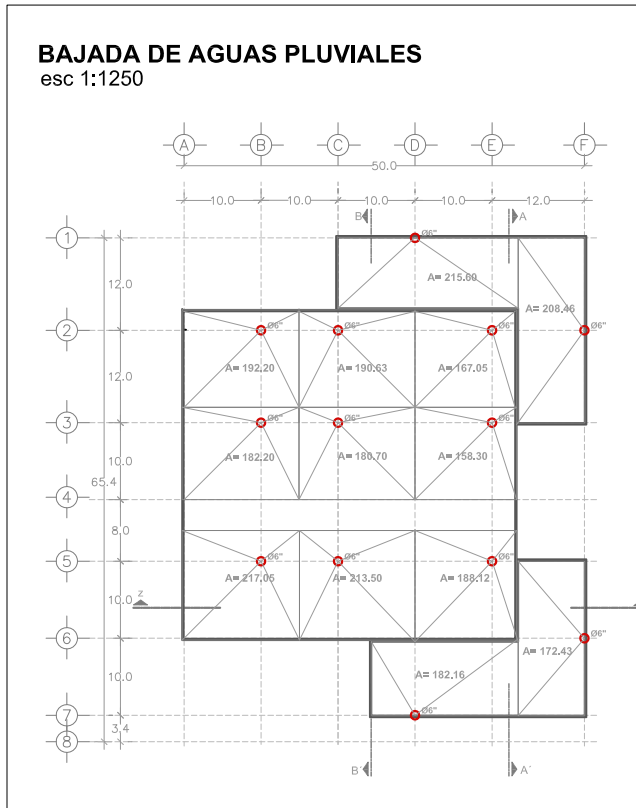 BAJADA DE AGUAS PLUVIALES
esc 1:1250
A B C D E F
50.0
10.0 10.0 10.0 10.0 12.0
B A
1
Ø6"
12.0
A= 215.60
A= 208.46
2
Ø6" Ø6" Ø6" Ø6"
A= 192.20 A= 190.63 A= 167.05
12.0
3
Ø6" Ø6" Ø6"
A= 182.20 A= 180.70 A= 158.30
10.0
65.4
4
8.0
5
Ø6" Ø6" Ø6"
A= 217.05 A= 213.50 A= 188.12
z
10.0
6
Ø6"
A= 172.43
A= 182.16
10.0
7
Ø6"
3.4
8
B´ A´